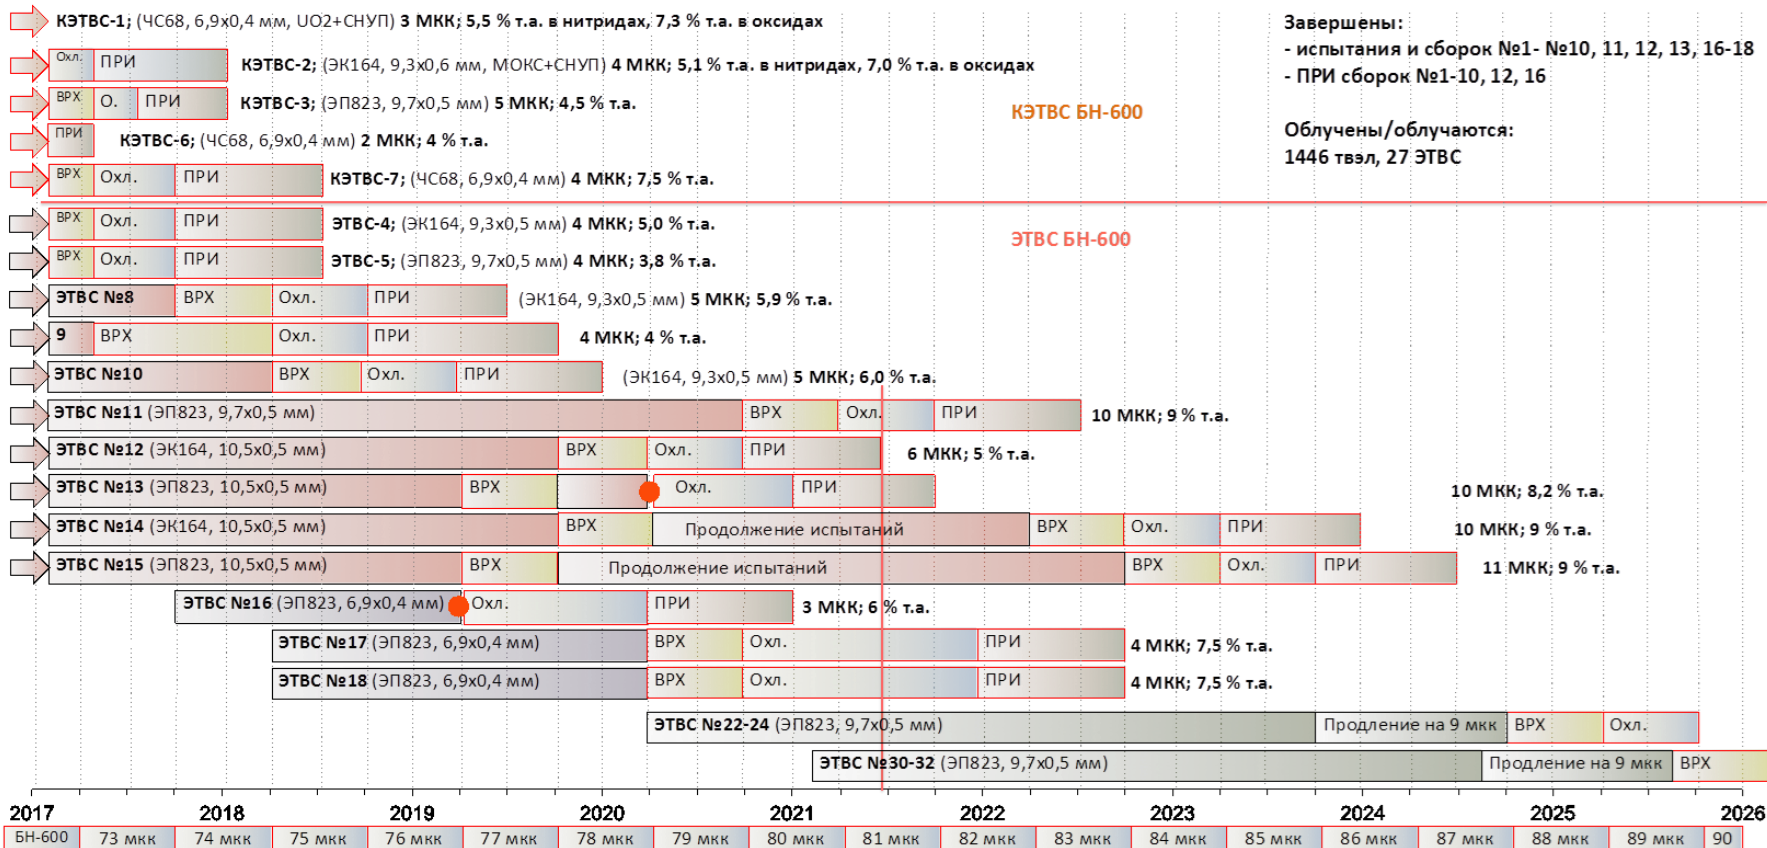 КЭТВС-1; (ЧС68, 6,9х0,4 мм, UO2+СНУП) 3 МКК; 5,5 % т.а. в нитридах, 7,3 % т.а. в оксидах
Завершены:
- испытания и сборок №1- №10, 11, 12, 13, 16-18
- ПРИ сборок №1-10, 12, 16
Облучены/облучаются:
1446 твэл, 27 ЭТВС
Охл. ПРИ КЭТВС-2; (ЭК164, 9,3х0,6 мм, МОКС+СНУП) 4 МКК; 5,1 % т.а. в нитридах, 7,0 % т.а. в оксидах
ВРХ О. ПРИ КЭТВС-3; (ЭП823, 9,7х0,5 мм) 5 МКК; 4,5 % т.а.
КЭТВС БН-600
ПРИ КЭТВС-6; (ЧС68, 6,9х0,4 мм) 2 МКК; 4 % т.а.
ВРХ Охл. ПРИ КЭТВС-7; (ЧС68, 6,9х0,4 мм) 4 МКК; 7,5 % т.а.
ВРХ Охл. ПРИ ЭТВС-4; (ЭК164, 9,3х0,5 мм) 4 МКК; 5,0 % т.а.
ЭТВС БН-600
ВРХ Охл. ПРИ ЭТВС-5; (ЭП823, 9,7х0,5 мм) 4 МКК; 3,8 % т.а.
ЭТВС №8 ВРХ Охл. ПРИ (ЭК164, 9,3х0,5 мм) 5 МКК; 5,9 % т.а.
9 ВРХ Охл. ПРИ 4 МКК; 4 % т.а.
ЭТВС №10 ВРХ Охл. ПРИ (ЭК164, 9,3х0,5 мм) 5 МКК; 6,0 % т.а.
ЭТВС №11 (ЭП823, 9,7х0,5 мм) ВРХ Охл. ПРИ 10 МКК; 9 % т.а.
ЭТВС №12 (ЭК164, 10,5х0,5 мм) ВРХ Охл. ПРИ 6 МКК; 5 % т.а.
ЭТВС №13 (ЭП823, 10,5х0,5 мм) ВРХ Охл. ПРИ 10 МКК; 8,2 % т.а.
ЭТВС №14 (ЭК164, 10,5х0,5 мм) ВРХ Продолжение испытаний ВРХ Охл. ПРИ 10 МКК; 9 % т.а.
ЭТВС №15 (ЭП823, 10,5х0,5 мм) ВРХ Продолжение испытаний ВРХ Охл. ПРИ 11 МКК; 9 % т.а.
ЭТВС №16 (ЭП823, 6,9х0,4 мм) Охл. ПРИ 3 МКК; 6 % т.а.
ЭТВС №17 (ЭП823, 6,9х0,4 мм) ВРХ Охл. ПРИ 4 МКК; 7,5 % т.а.
ЭТВС №18 (ЭП823, 6,9х0,4 мм) ВРХ Охл. ПРИ 4 МКК; 7,5 % т.а.
ЭТВС №22-24 (ЭП823, 9,7х0,5 мм) Продление на 9 мкк ВРХ Охл.
ЭТВС №30-32 (ЭП823, 9,7х0,5 мм) Продление на 9 мкк ВРХ
2017 2018 2019 2020 2021 2022 2023 2024 2025 2026
БН-600 73 мкк 74 мкк 75 мкк 76 мкк 77 мкк 78 мкк 79 мкк 80 мкк 81 мкк 82 мкк 83 мкк 84 мкк 85 мкк 86 мкк 87 мкк 88 мкк 89 мкк 90